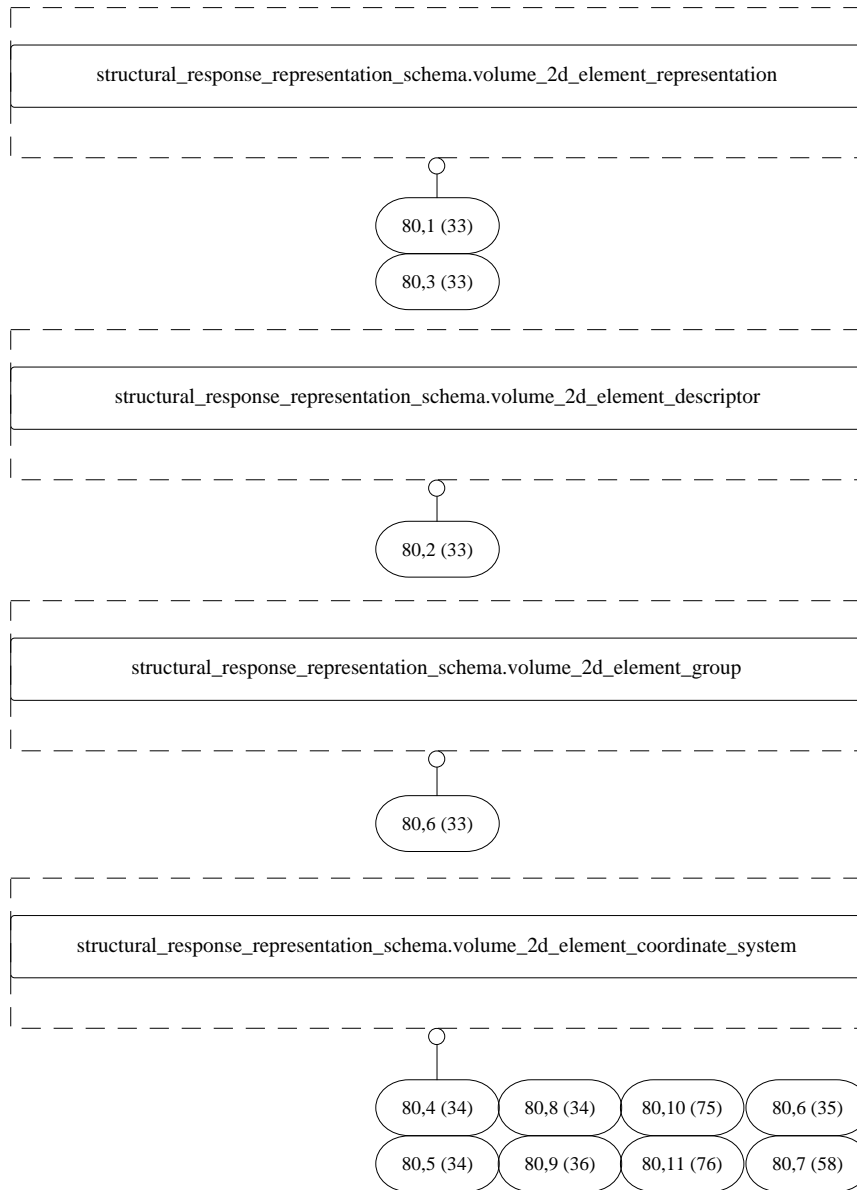 structural_response_representation_schema.volume_2d_element_representation
80,1 (33)
80,3 (33)
structural_response_representation_schema.volume_2d_element_descriptor
80,2 (33)
structural_response_representation_schema.volume_2d_element_group
80,6 (33)
structural_response_representation_schema.volume_2d_element_coordinate_system
80,4 (34) 80,8 (34) 80,10 (75) 80,6 (35)
80,5 (34) 80,9 (36) 80,11 (76) 80,7 (58)